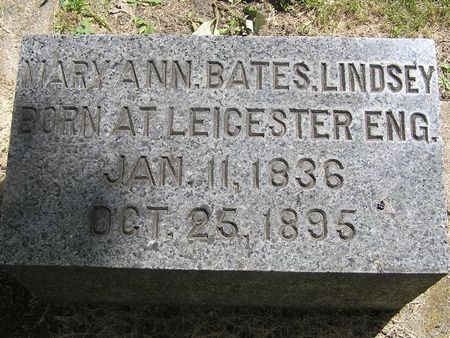 MARY ANN. BATES. LINDSEY
BORN. AT LEICESTER ENG.
JAN. 11, 1836
OCT. 25, 1895